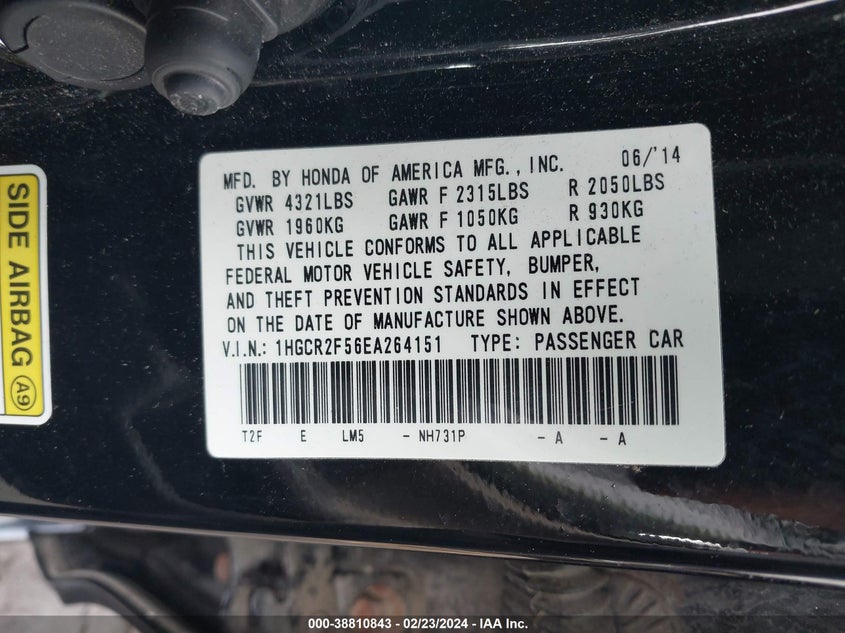 MFD. BY HONDA OF AMERICA MFG., INC. 06/'14
GVWR 4321LBS GAWR F 2315LBS R 2050LBS
GVWR 1960KG GAWR F 1050KG R 930KG
THIS VEHICLE CONFORMS TO ALL APPLICABLE
FEDERAL MOTOR VEHICLE SAFETY, BUMPER,
AND THEFT PREVENTION STANDARDS IN EFFECT
ON THE DATE OF MANUFACTURE SHOWN ABOVE.
V.I.N.: 1HGCR2F56EA264151 TYPE: PASSENGER CAR
T2F E LM5 - NH731P - A - A
SIDE AIRBAG A9
000-38810843 / 02/23/2024 - IAA Inc.